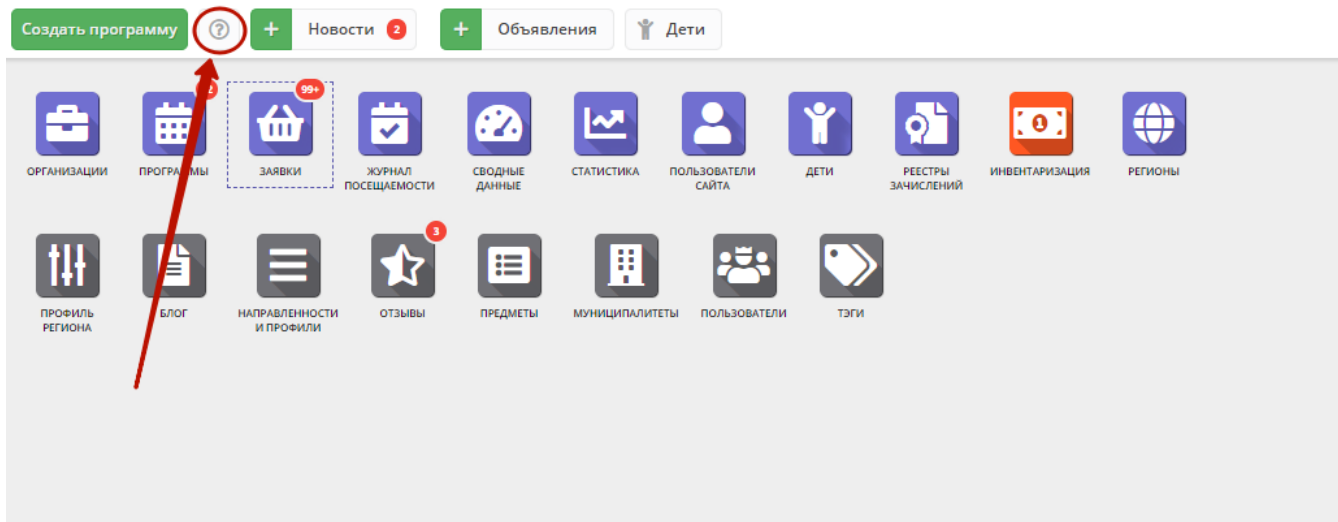 Создать программу
? + Новости 2 + Объявления Дети
99+
ОРГАНИЗАЦИИ ПРОГРАММЫ ЗАЯВКИ ЖУРНАЛ ПОСЕЩАЕМОСТИ СВОДНЫЕ ДАННЫЕ СТАТИСТИКА ПОЛЬЗОВАТЕЛИ САЙТА ДЕТИ РЕЕСТРЫ ЗАЧИСЛЕНИЙ ИНВЕНТАРИЗАЦИЯ РЕГИОНЫ
3
ПРОФИЛЬ РЕГИОНА БЛОГ НАПРАВЛЕННОСТИ И ПРОФИЛИ ОТЗЫВЫ ПРЕДМЕТЫ МУНИЦИПАЛИТЕТЫ ПОЛЬЗОВАТЕЛИ ТЭГИ